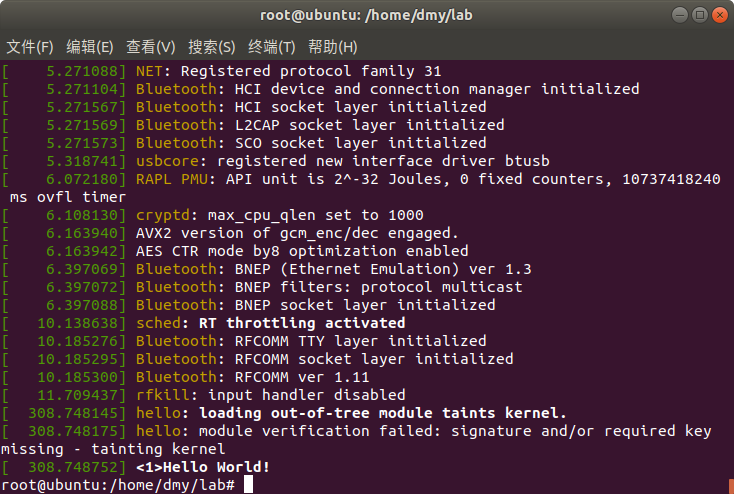 root@ubuntu: /home/dmy/lab
文件(F) 编辑(E) 查看(V) 搜索(S) 终端(T) 帮助(H)
[    5.271088] NET: Registered protocol family 31
[    5.271104] Bluetooth: HCI device and connection manager initialized
[    5.271567] Bluetooth: HCI socket layer initialized
[    5.271569] Bluetooth: L2CAP socket layer initialized
[    5.271573] Bluetooth: SCO socket layer initialized
[    5.318741] usbcore: registered new interface driver btusb
[    6.072180] RAPL PMU: API unit is 2^-32 Joules, 0 fixed counters, 10737418240
 ms ovfl timer
[    6.108130] cryptd: max_cpu_qlen set to 1000
[    6.163940] AVX2 version of gcm_enc/dec engaged.
[    6.163942] AES CTR mode by8 optimization enabled
[    6.397069] Bluetooth: BNEP (Ethernet Emulation) ver 1.3
[    6.397072] Bluetooth: BNEP filters: protocol multicast
[    6.397088] Bluetooth: BNEP socket layer initialized
[   10.138638] sched: RT throttling activated
[   10.185276] Bluetooth: RFCOMM TTY layer initialized
[   10.185295] Bluetooth: RFCOMM socket layer initialized
[   10.185300] Bluetooth: RFCOMM ver 1.11
[   11.709437] rfkill: input handler disabled
[  308.748145] hello: loading out-of-tree module taints kernel.
[  308.748175] hello: module verification failed: signature and/or required key
missing - tainting kernel
[  308.748752] <1>Hello World!
root@ubuntu:/home/dmy/lab#